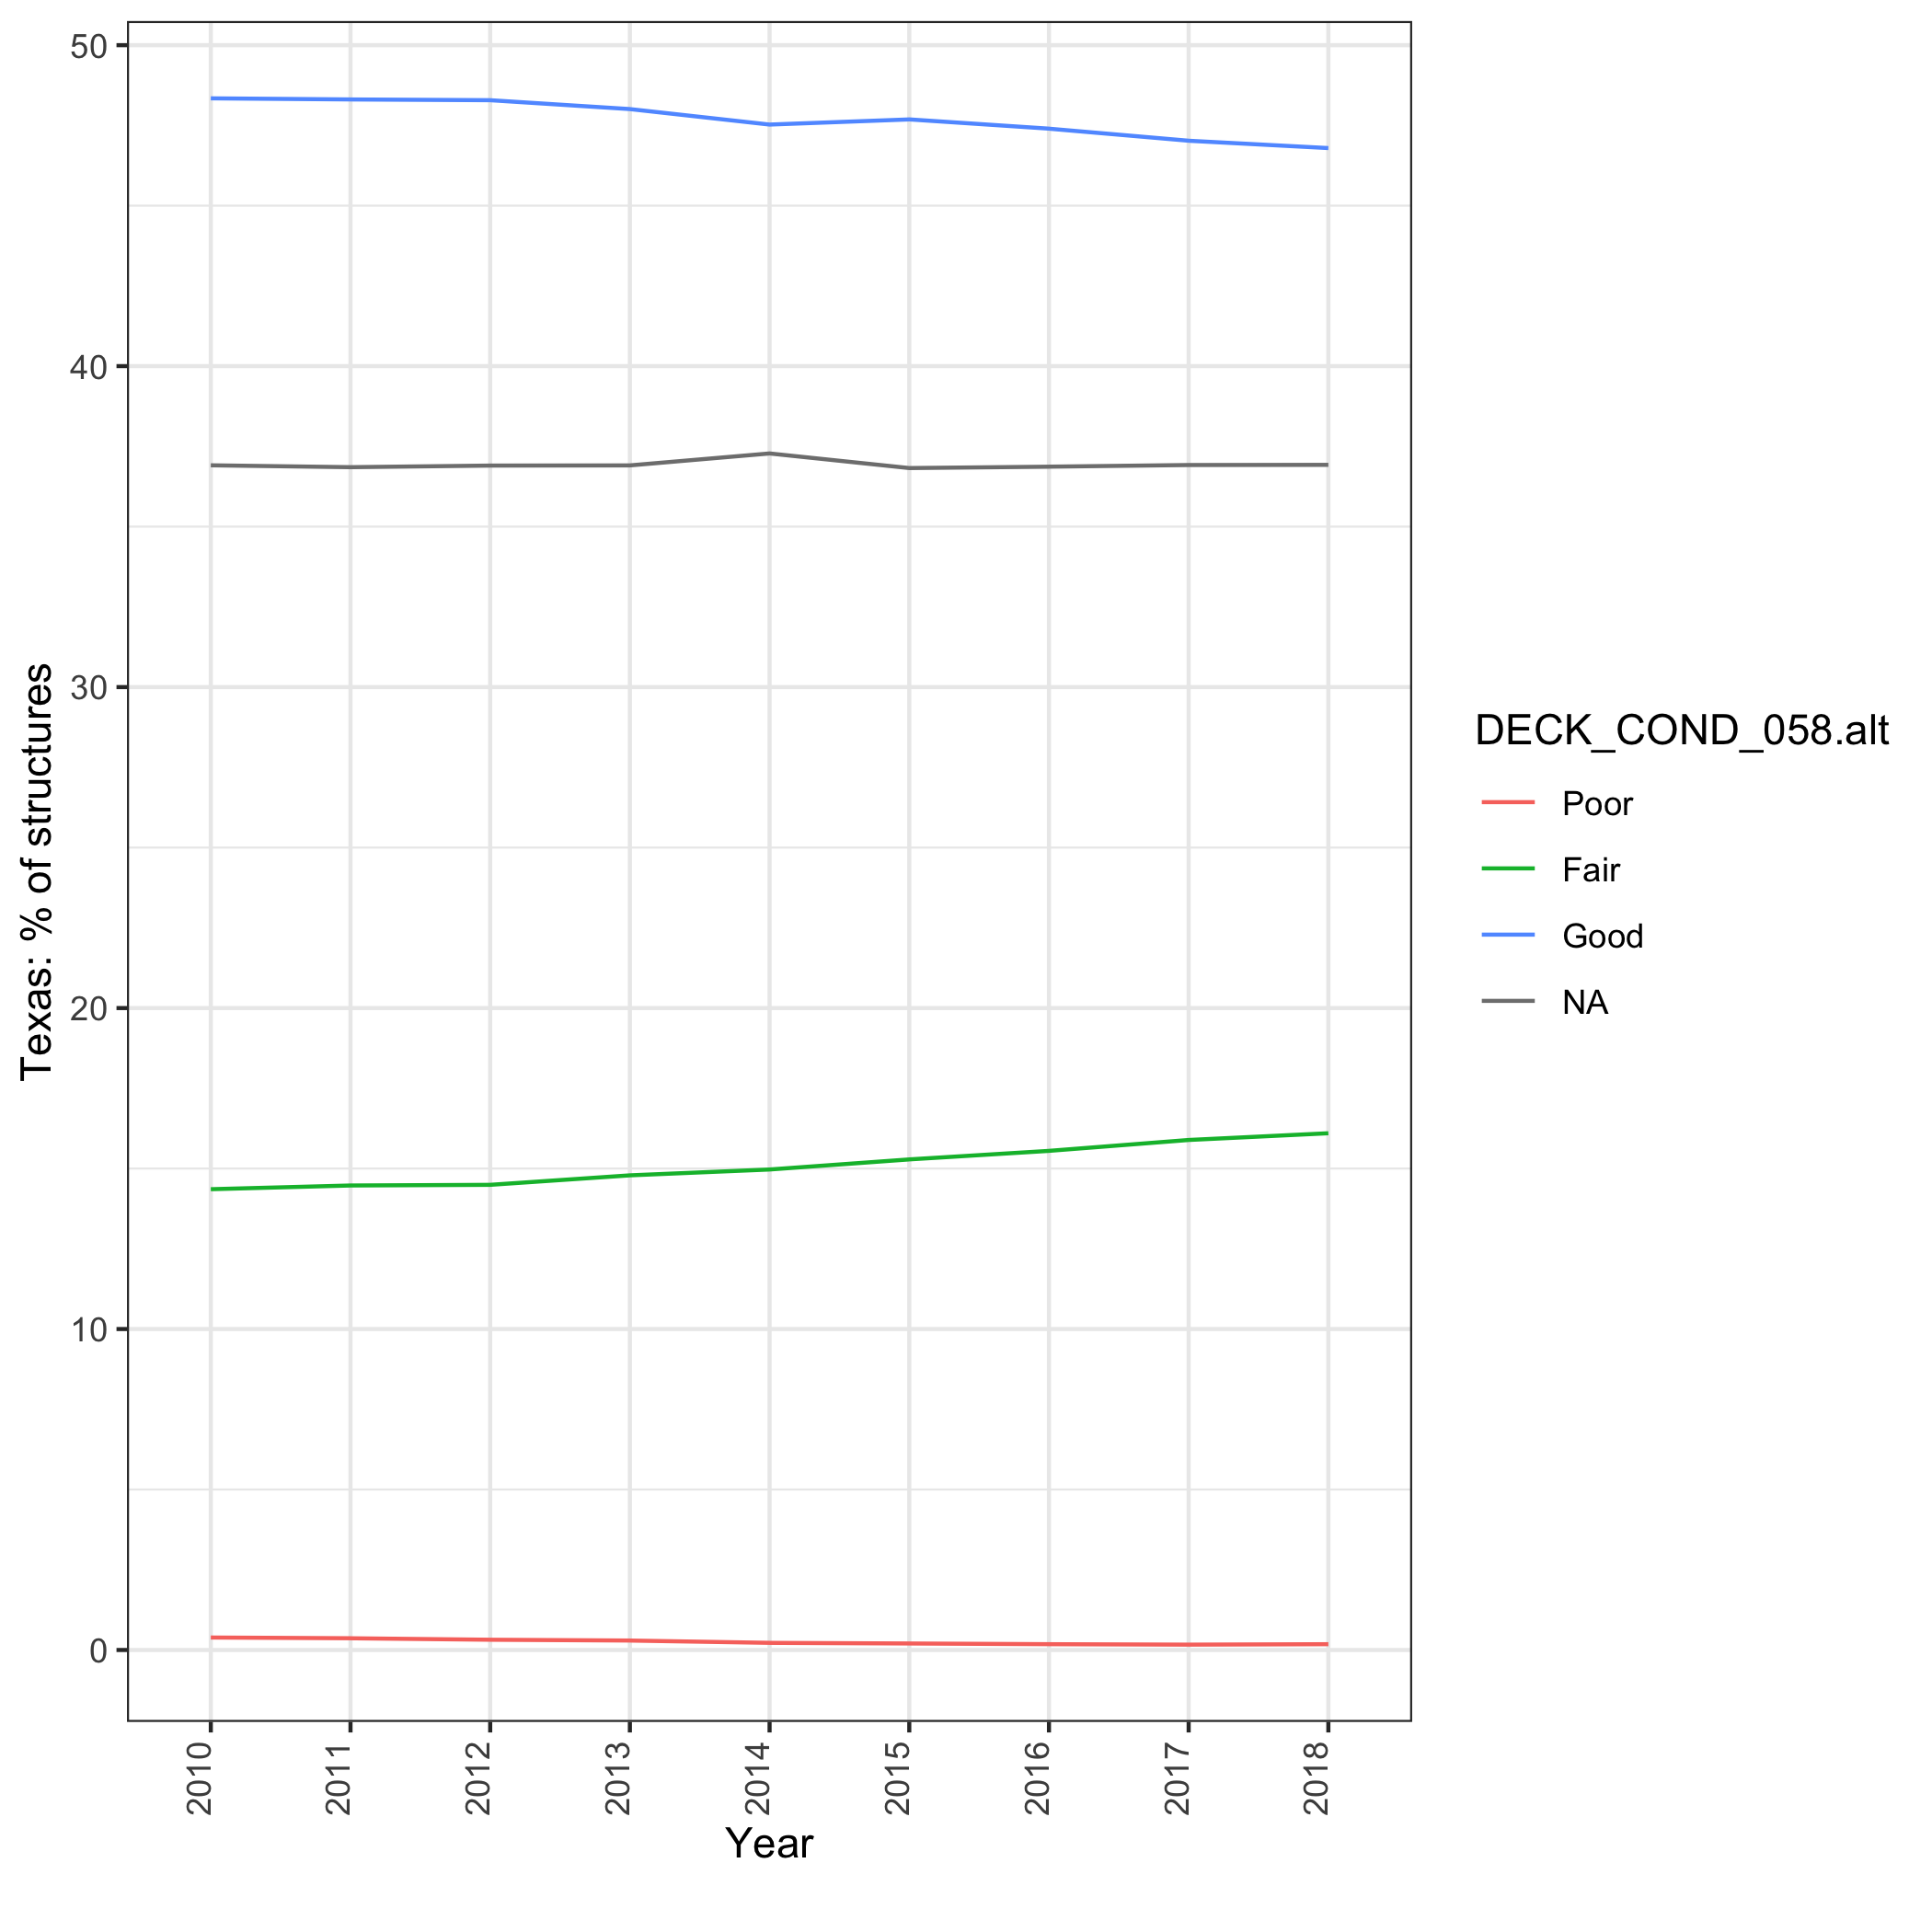 Texas: % of structures
50
40
30
20
10
0
2010
2011
2012
2013
2014
2015
2016
2017
2018
Year
DECK_COND_058.alt
Poor
Fair
Good
NA